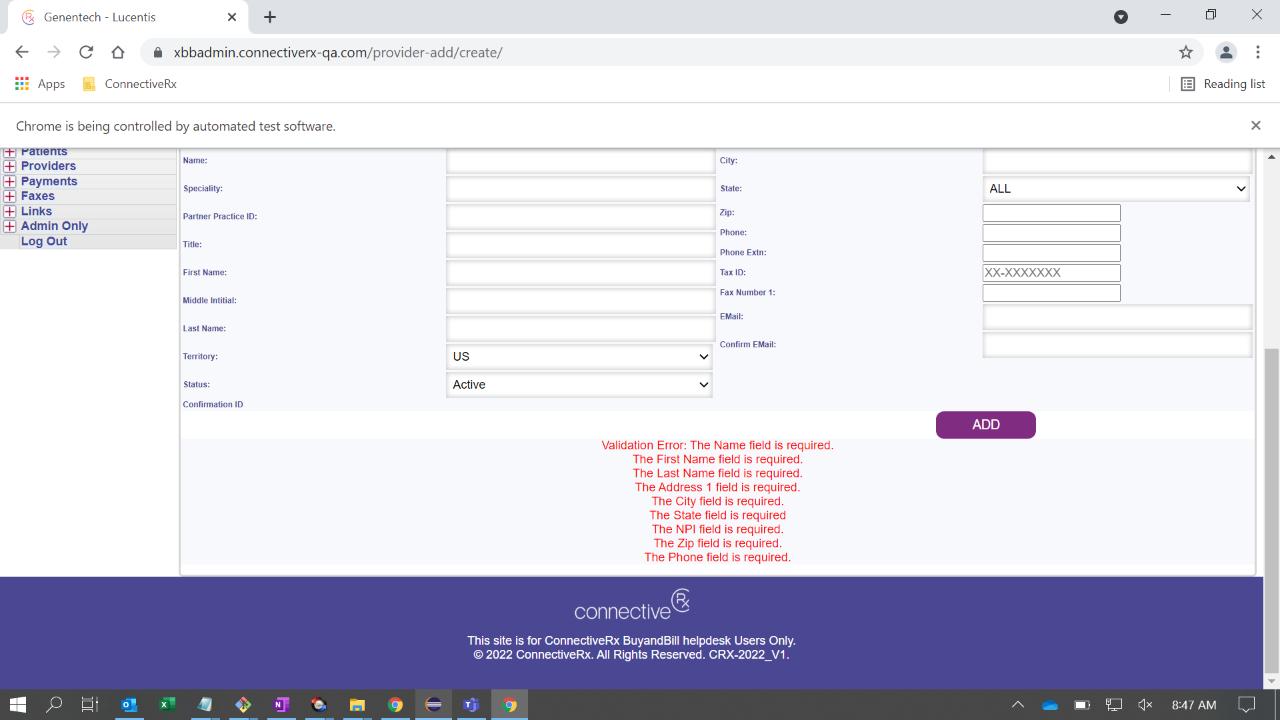 Genentech - Lucentis
xbbadmin.connectiverx-qa.com/provider-add/create/
Apps
ConnectiveRx
Reading list
Chrome is being controlled by automated test software.
Patients
Providers
Payments
Faxes
Links
Admin Only
Log Out
Name:
Speciality:
Partner Practice ID:
Title:
First Name:
Middle Intitial:
Last Name:
Territory:
US
Status:
Active
Confirmation ID
City:
State:
ALL
Zip:
Phone:
Phone Extn:
Tax ID:
XX-XXXXXXX
Fax Number 1:
EMail:
Confirm EMail:
ADD
Validation Error: The Name field is required.
The First Name field is required.
The Last Name field is required.
The Address 1 field is required.
The City field is required.
The State field is required
The NPI field is required.
The Zip field is required.
The Phone field is required.
connective Rx
This site is for ConnectiveRx BuyandBill helpdesk Users Only.
© 2022 ConnectiveRx. All Rights Reserved. CRX-2022_V1.
8:47 AM